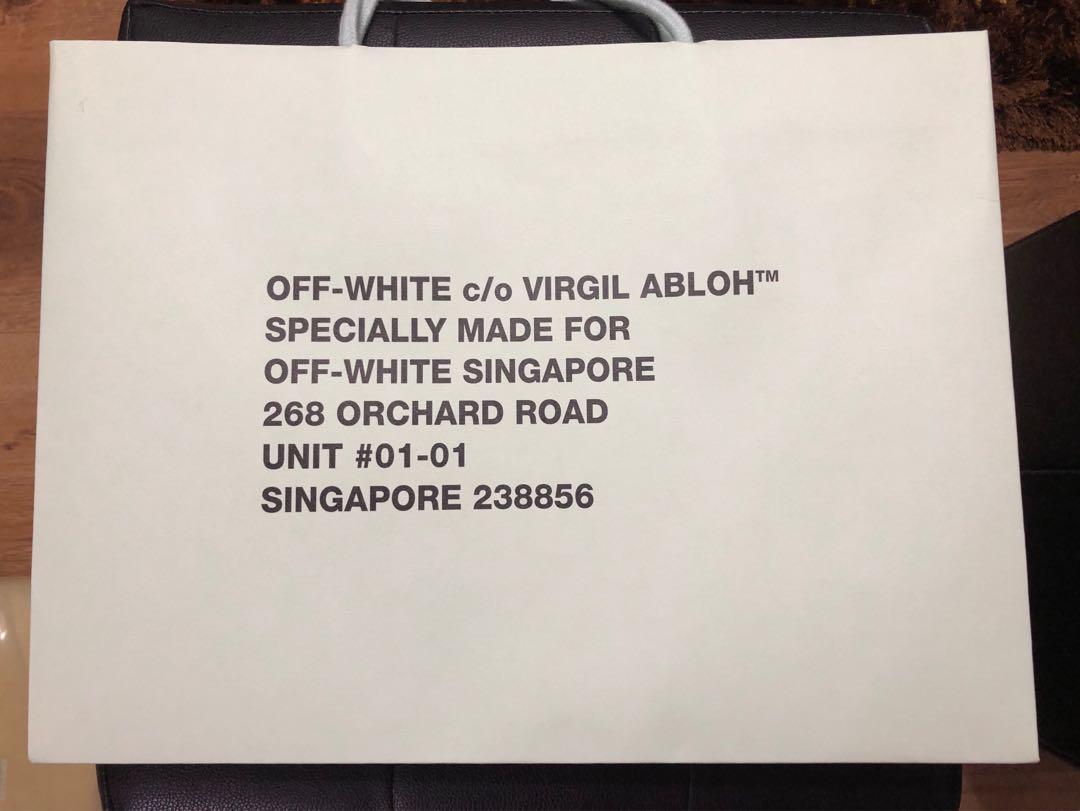 OFF-WHITE c/o VIRGIL ABLOH™
SPECIALLY MADE FOR
OFF-WHITE SINGAPORE
268 ORCHARD ROAD
UNIT #01-01
SINGAPORE 238856